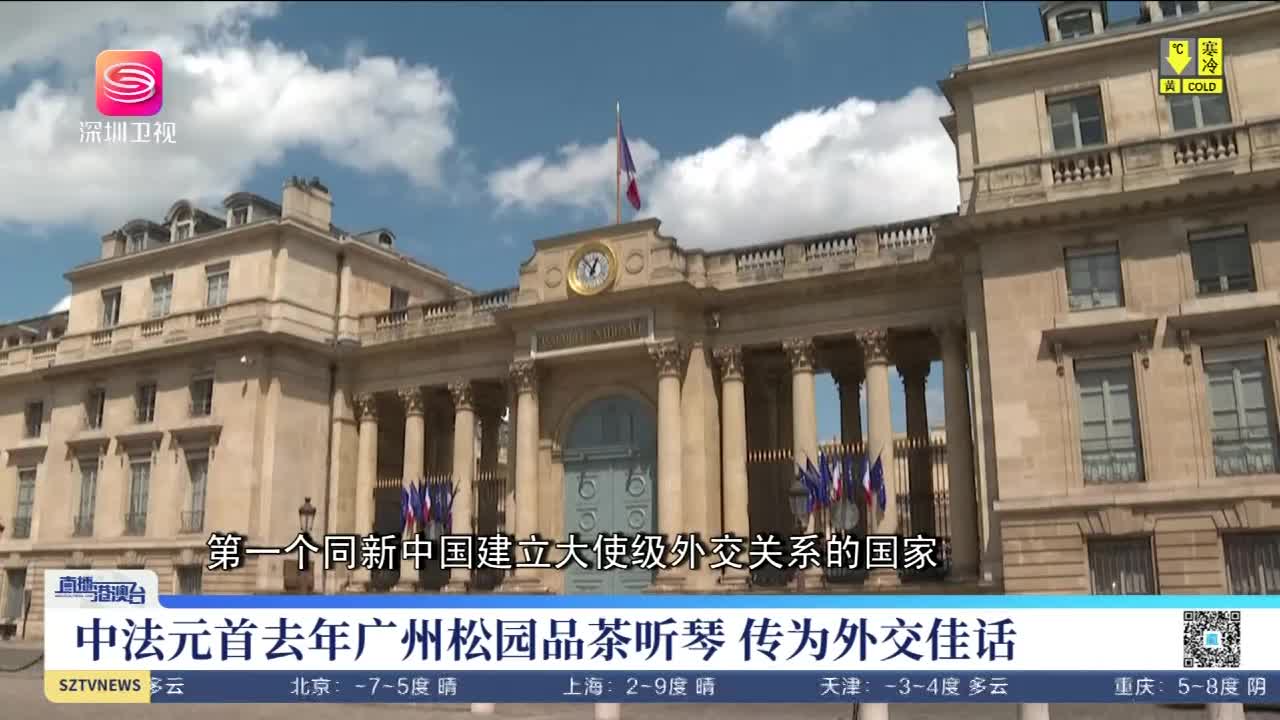 深圳卫视
℃ 寒冷
黄 COLD
第一个同新中国建立大使级外交关系的国家
直播港澳台
中法元首去年广州松园品茶听琴 传为外交佳话
SZTVNEWS
多云 北京：-7~5度 晴 上海：2~9度 晴 天津：-3~4度 多云 重庆：5~8度 阴